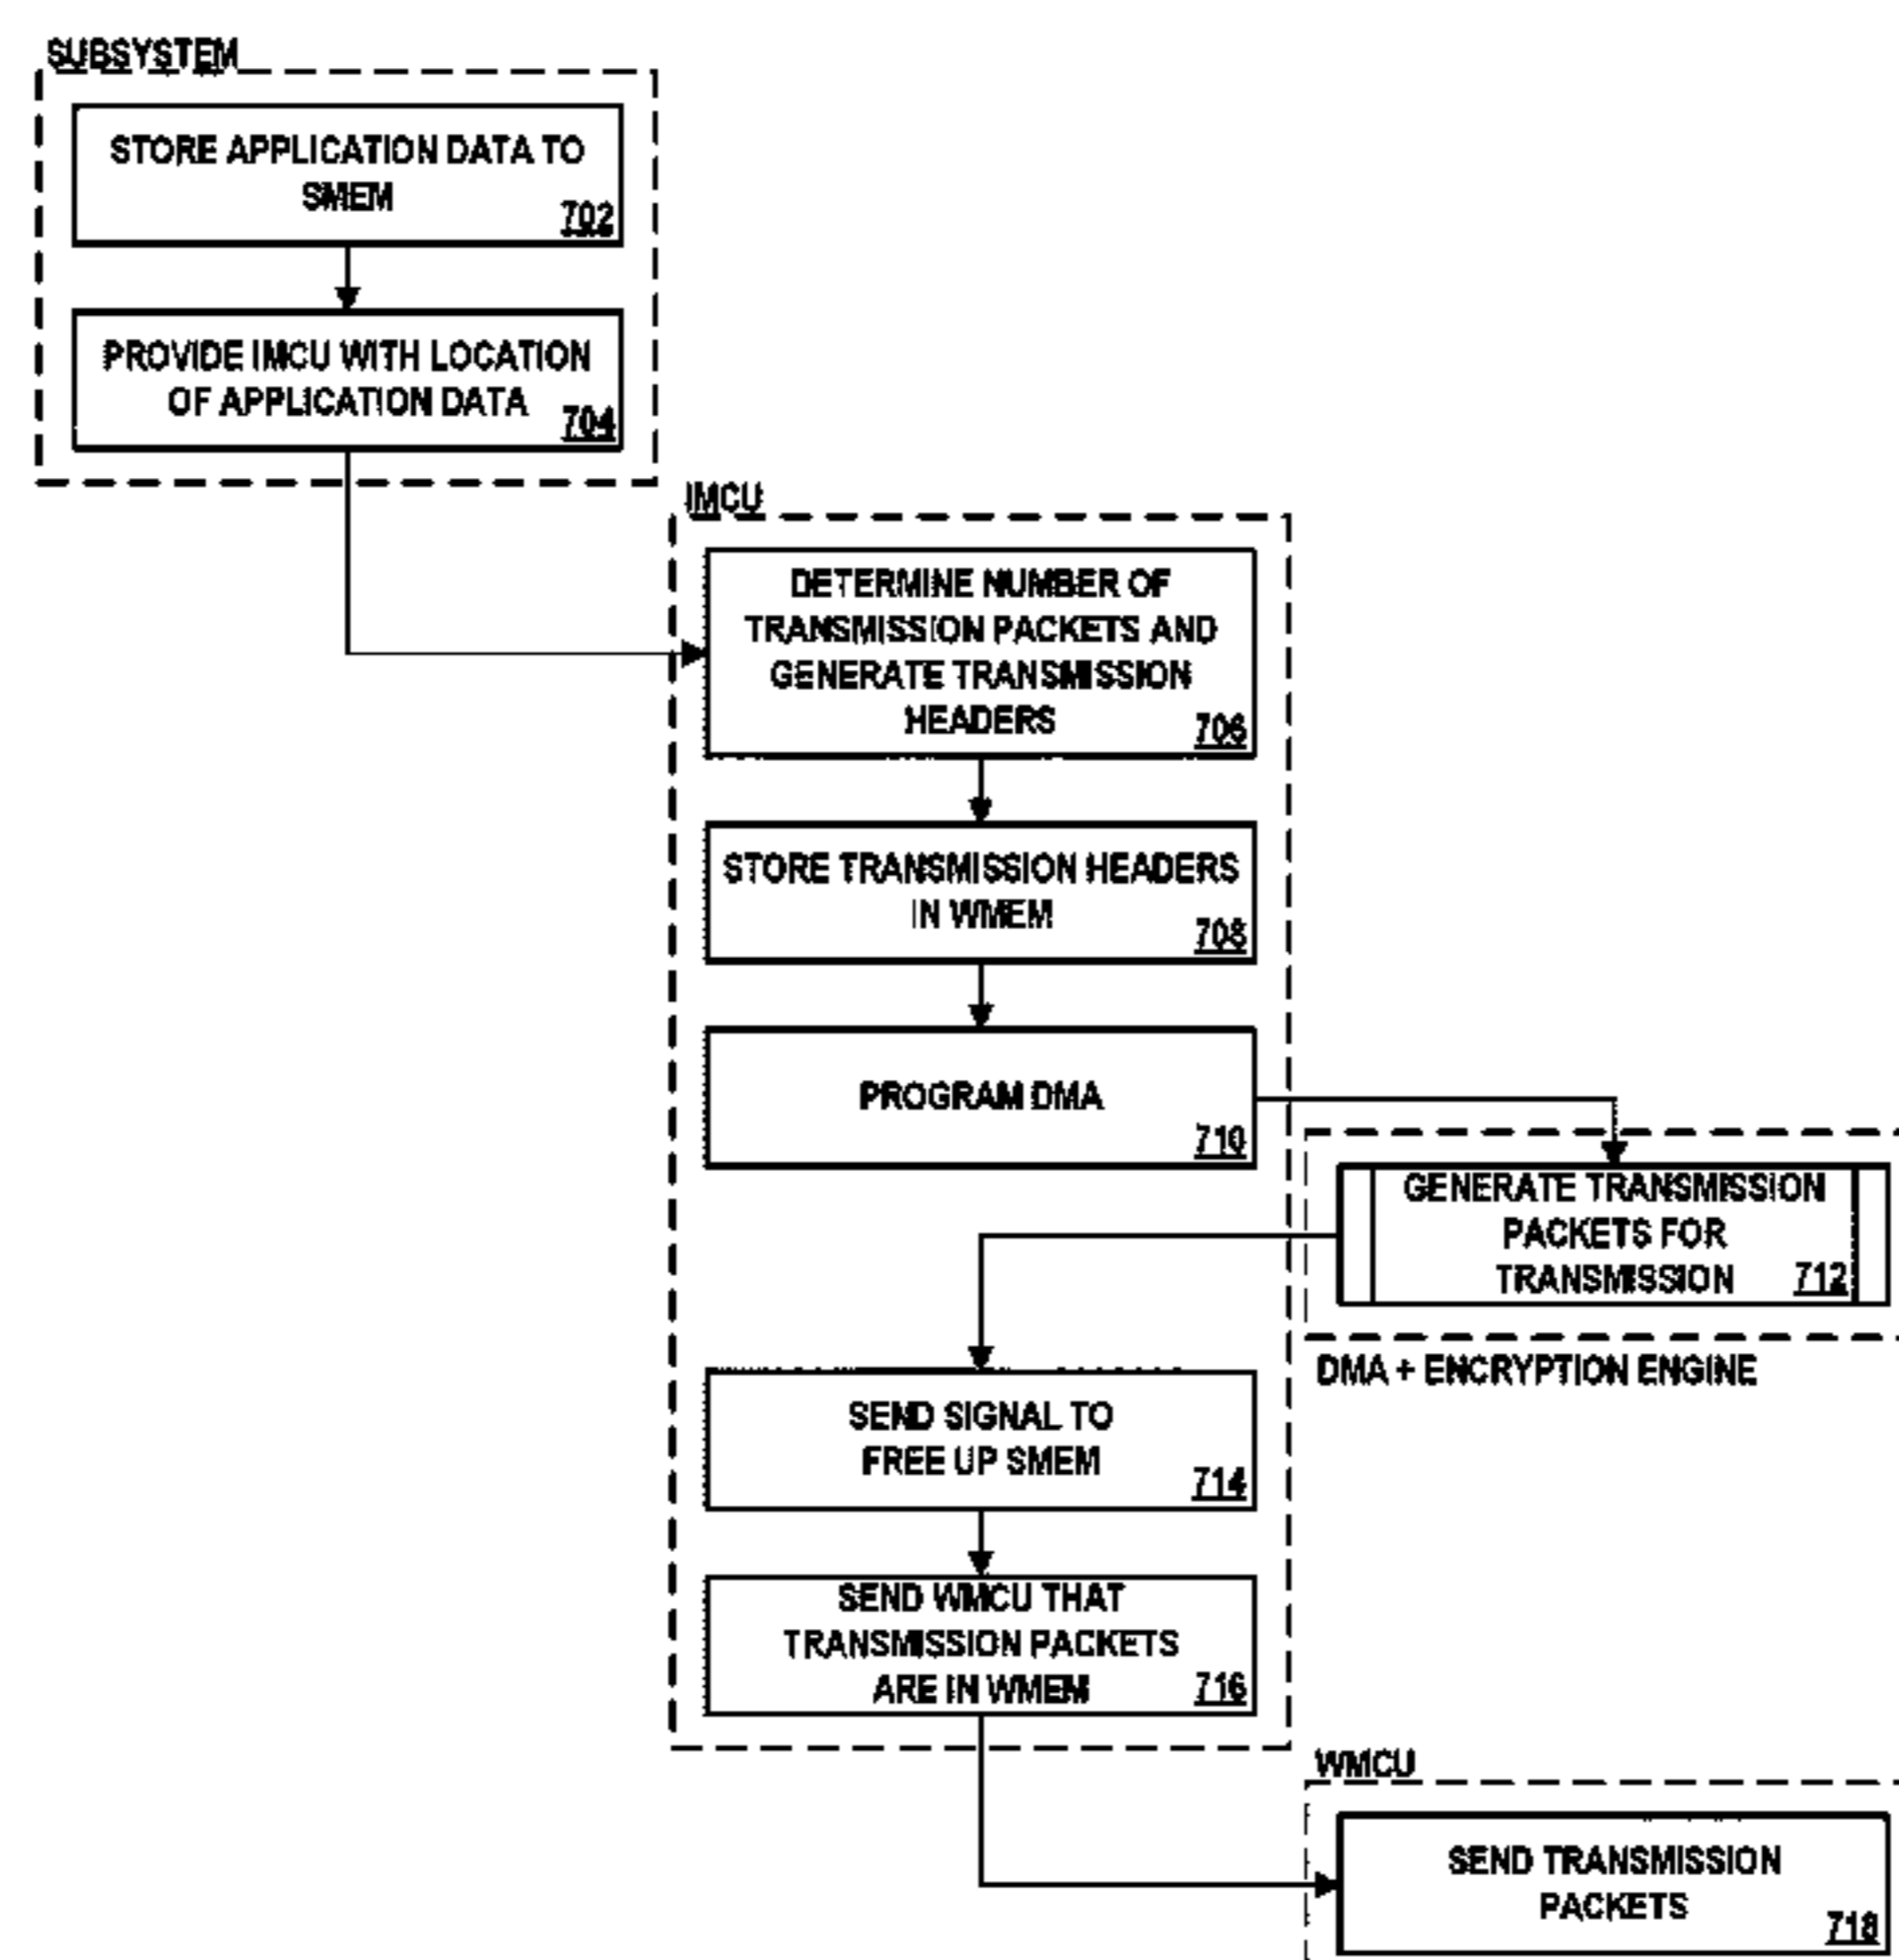 SUBSYSTEM
STORE APPLICATION DATA TO
SMEM
702
PROVIDE IMCU WITH LOCATION
OF APPLICATION DATA
704
IMCU
DETERMINE NUMBER OF
TRANSMISSION PACKETS AND
GENERATE TRANSMISSION
HEADERS
706
STORE TRANSMISSION HEADERS
IN WMEM
708
PROGRAM DMA
710
GENERATE TRANSMISSION
PACKETS FOR
TRANSMISSION
712
DMA + ENCRYPTION ENGINE
SEND SIGNAL TO
FREE UP SMEM
714
SEND WMCU THAT
TRANSMISSION PACKETS
ARE IN WMEM
716
WMCU
SEND TRANSMISSION
PACKETS
718